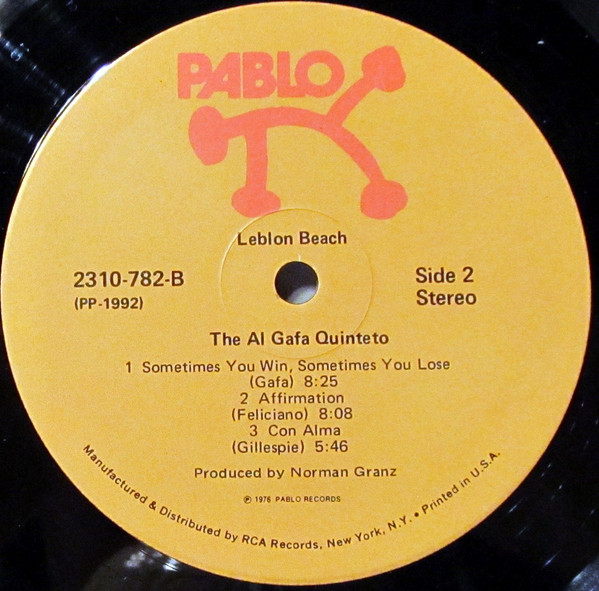 PABLO
Leblon Beach
2310-782-B
(PP-1992)
Side 2
Stereo
The Al Gafa Quinteto
1 Sometimes You Win, Sometimes You Lose
(Gafa) 8:25
2 Affirmation
(Feliciano) 8:08
3 Con Alma
(Gillespie) 5:46
Produced by Norman Granz
℗ 1976 PABLO RECORDS
Manufactured & Distributed by RCA Records, New York, N.Y. • Printed in U.S.A.